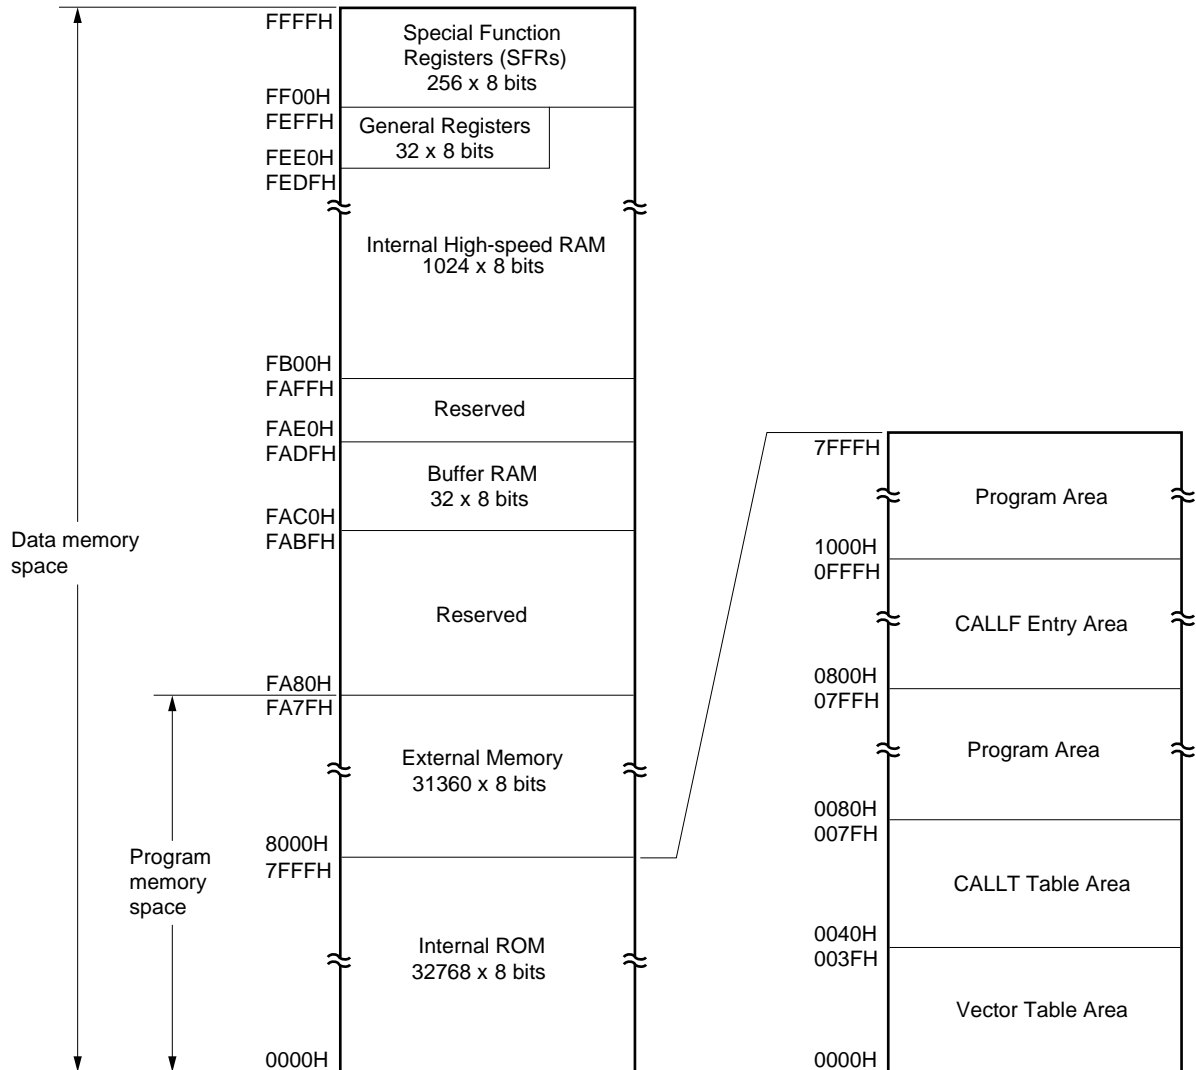 FFFFH
Special Function
Registers (SFRs)
256 x 8 bits
FF00H
FEFFH
General Registers
32 x 8 bits
FEE0H
FEDFH
Internal High-speed RAM
1024 x 8 bits
FB00H
FAFFH
Reserved
FAE0H
FADFH
Buffer RAM
32 x 8 bits
FAC0H
FABFH
Data memory
space
Reserved
FA80H
FA7FH
External Memory
31360 x 8 bits
8000H
7FFFH
Program
memory
space
Internal ROM
32768 x 8 bits
0000H
7FFFH
Program Area
1000H
0FFFH
CALLF Entry Area
0800H
07FFH
Program Area
0080H
007FH
CALLT Table Area
0040H
003FH
Vector Table Area
0000H